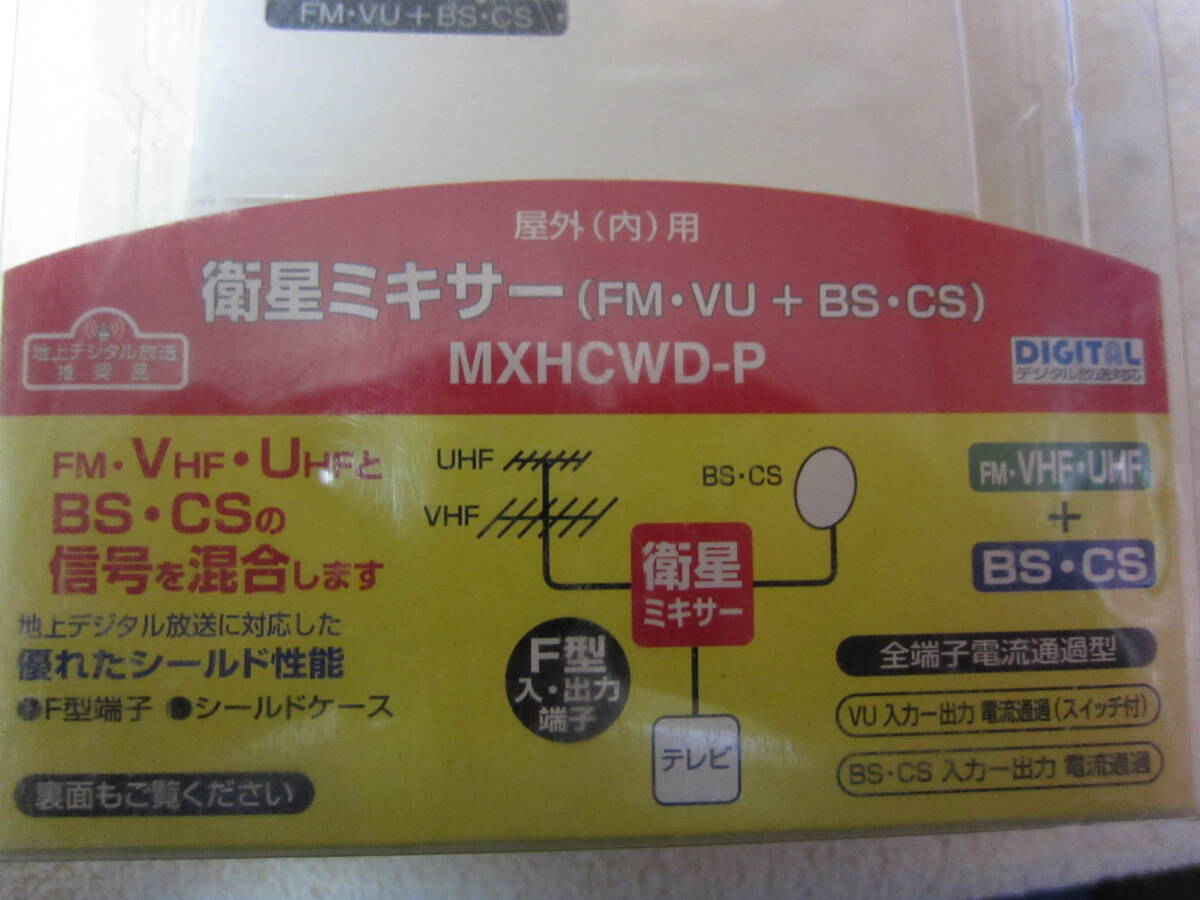 FM・VU+BS・CS
屋外(内)用
衛星ミキサー(FM・VU + BS・CS)
MXHCWD-P
地上デジタル放送
推奨品
DIGITAL
デジタル放送対応
FM・VHF・UHFと
BS・CSの
信号を混合します
地上デジタル放送に対応した
優れたシールド性能
●F型端子 ●シールドケース
裏面もご覧ください
UHF
VHF
BS・CS
衛星
ミキサー
F型
入・出力
端子
テレビ
FM・VHF・UHF
+
BS・CS
全端子電流通過型
VU 入力ー出力 電流通過(スイッチ付)
BS・CS 入力ー出力 電流通過